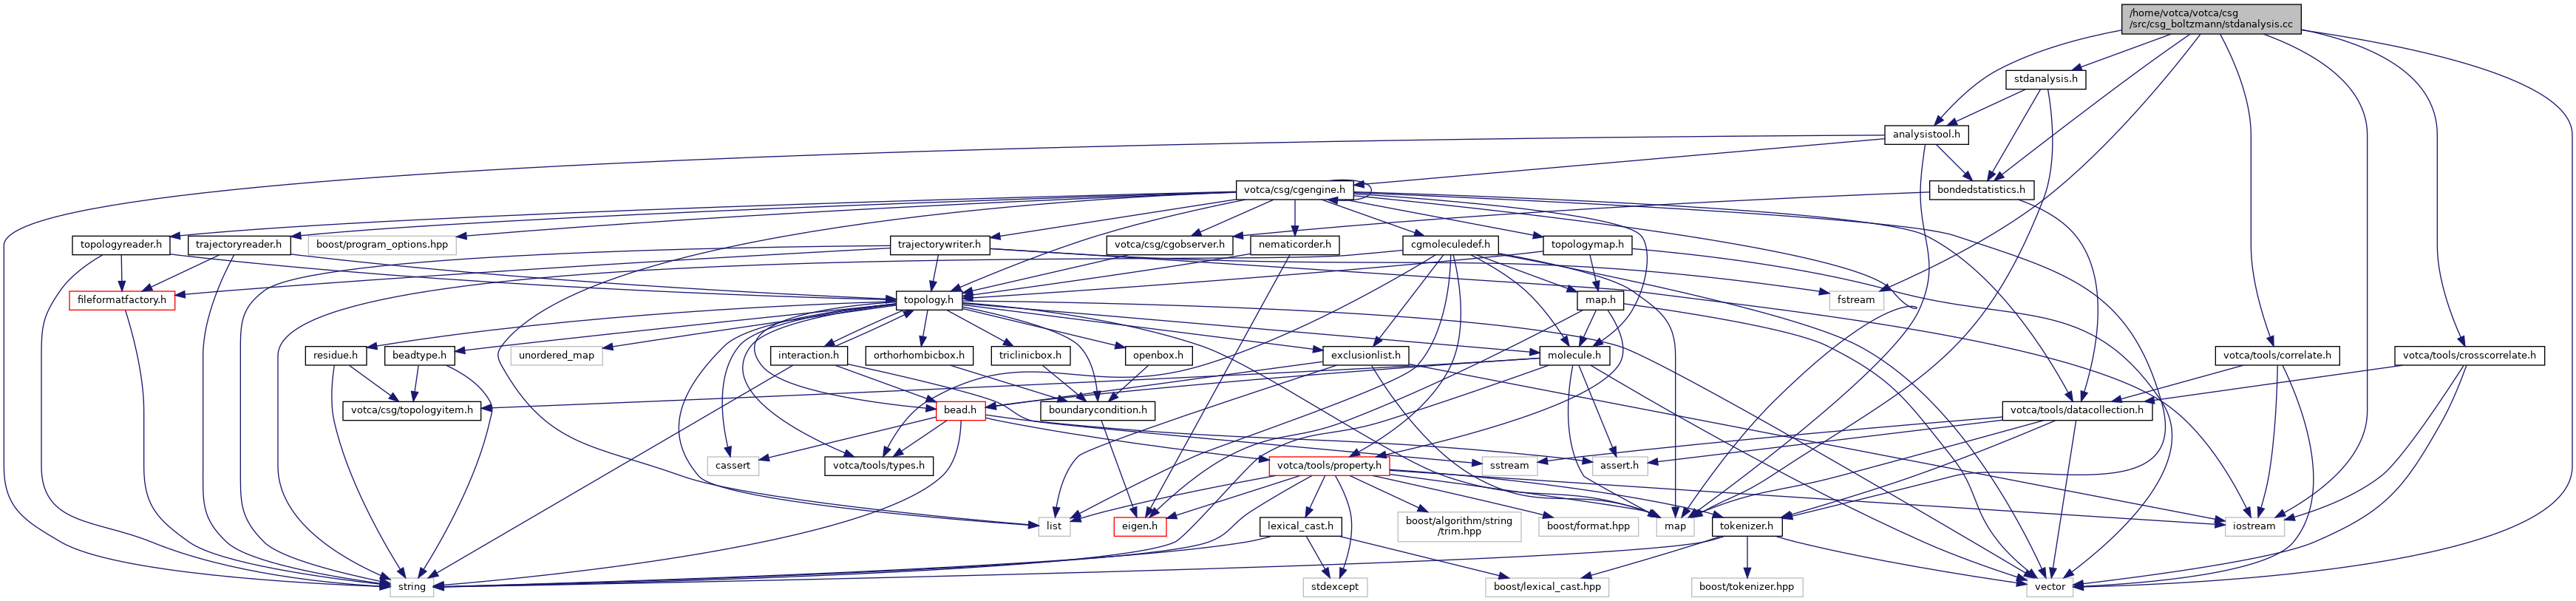 /home/votca/votca/csg
/src/csg_boltzmann/stdanalysis.cc
stdanalysis.h
analysistool.h
votca/csg/cgengine.h
bondedstatistics.h
topologyreader.h
trajectoryreader.h
boost/program_options.hpp
trajectorywriter.h
votca/csg/cgobserver.h
nematicorder.h
cgmoleculedef.h
topologymap.h
fileformatfactory.h
topology.h
map.h
fstream
residue.h
beadtype.h
unordered_map
interaction.h
orthorhombicbox.h
triclinicbox.h
openbox.h
exclusionlist.h
molecule.h
votca/tools/correlate.h
votca/tools/crosscorrelate.h
votca/csg/topologyitem.h
bead.h
boundarycondition.h
votca/tools/datacollection.h
cassert
votca/tools/types.h
votca/tools/property.h
sstream
assert.h
list
eigen.h
lexical_cast.h
boost/algorithm/string
/trim.hpp
boost/format.hpp
map
tokenizer.h
iostream
string
stdexcept
boost/lexical_cast.hpp
boost/tokenizer.hpp
vector